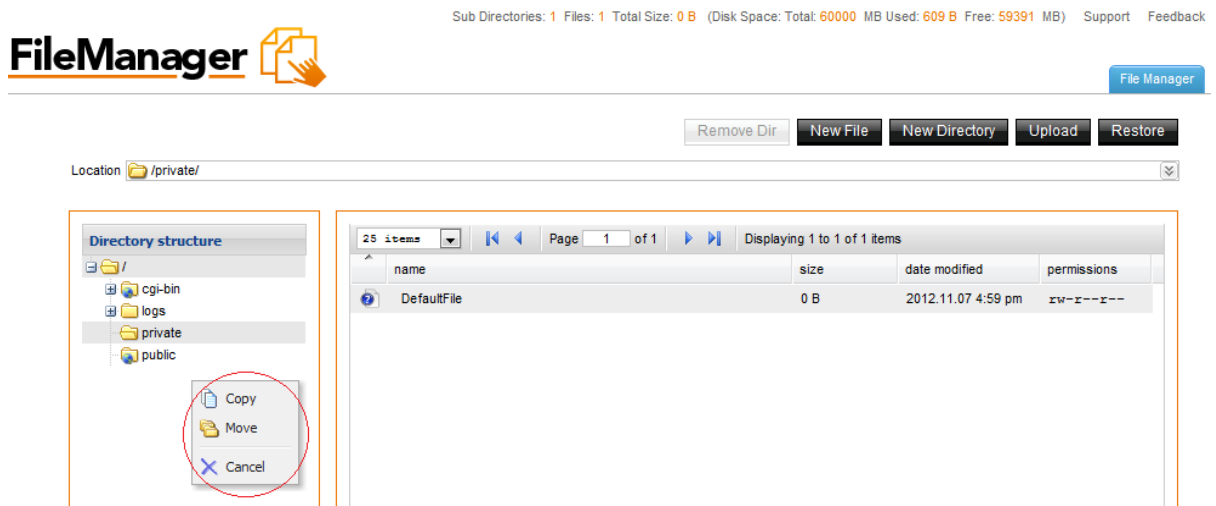 Sub Directories: 1 Files: 1 Total Size: 0 B (Disk Space: Total: 60000 MB Used: 609 B Free: 59391 MB) Support Feedback
FileManager
File Manager
Remove Dir New File New Directory Upload Restore
Location /private/
Directory structure
/
cgi-bin
logs
private
public
Copy
Move
Cancel
25 items Page 1 of 1 Displaying 1 to 1 of 1 items
name size date modified permissions
DefaultFile 0 B 2012.11.07 4:59 pm rw-r--r--